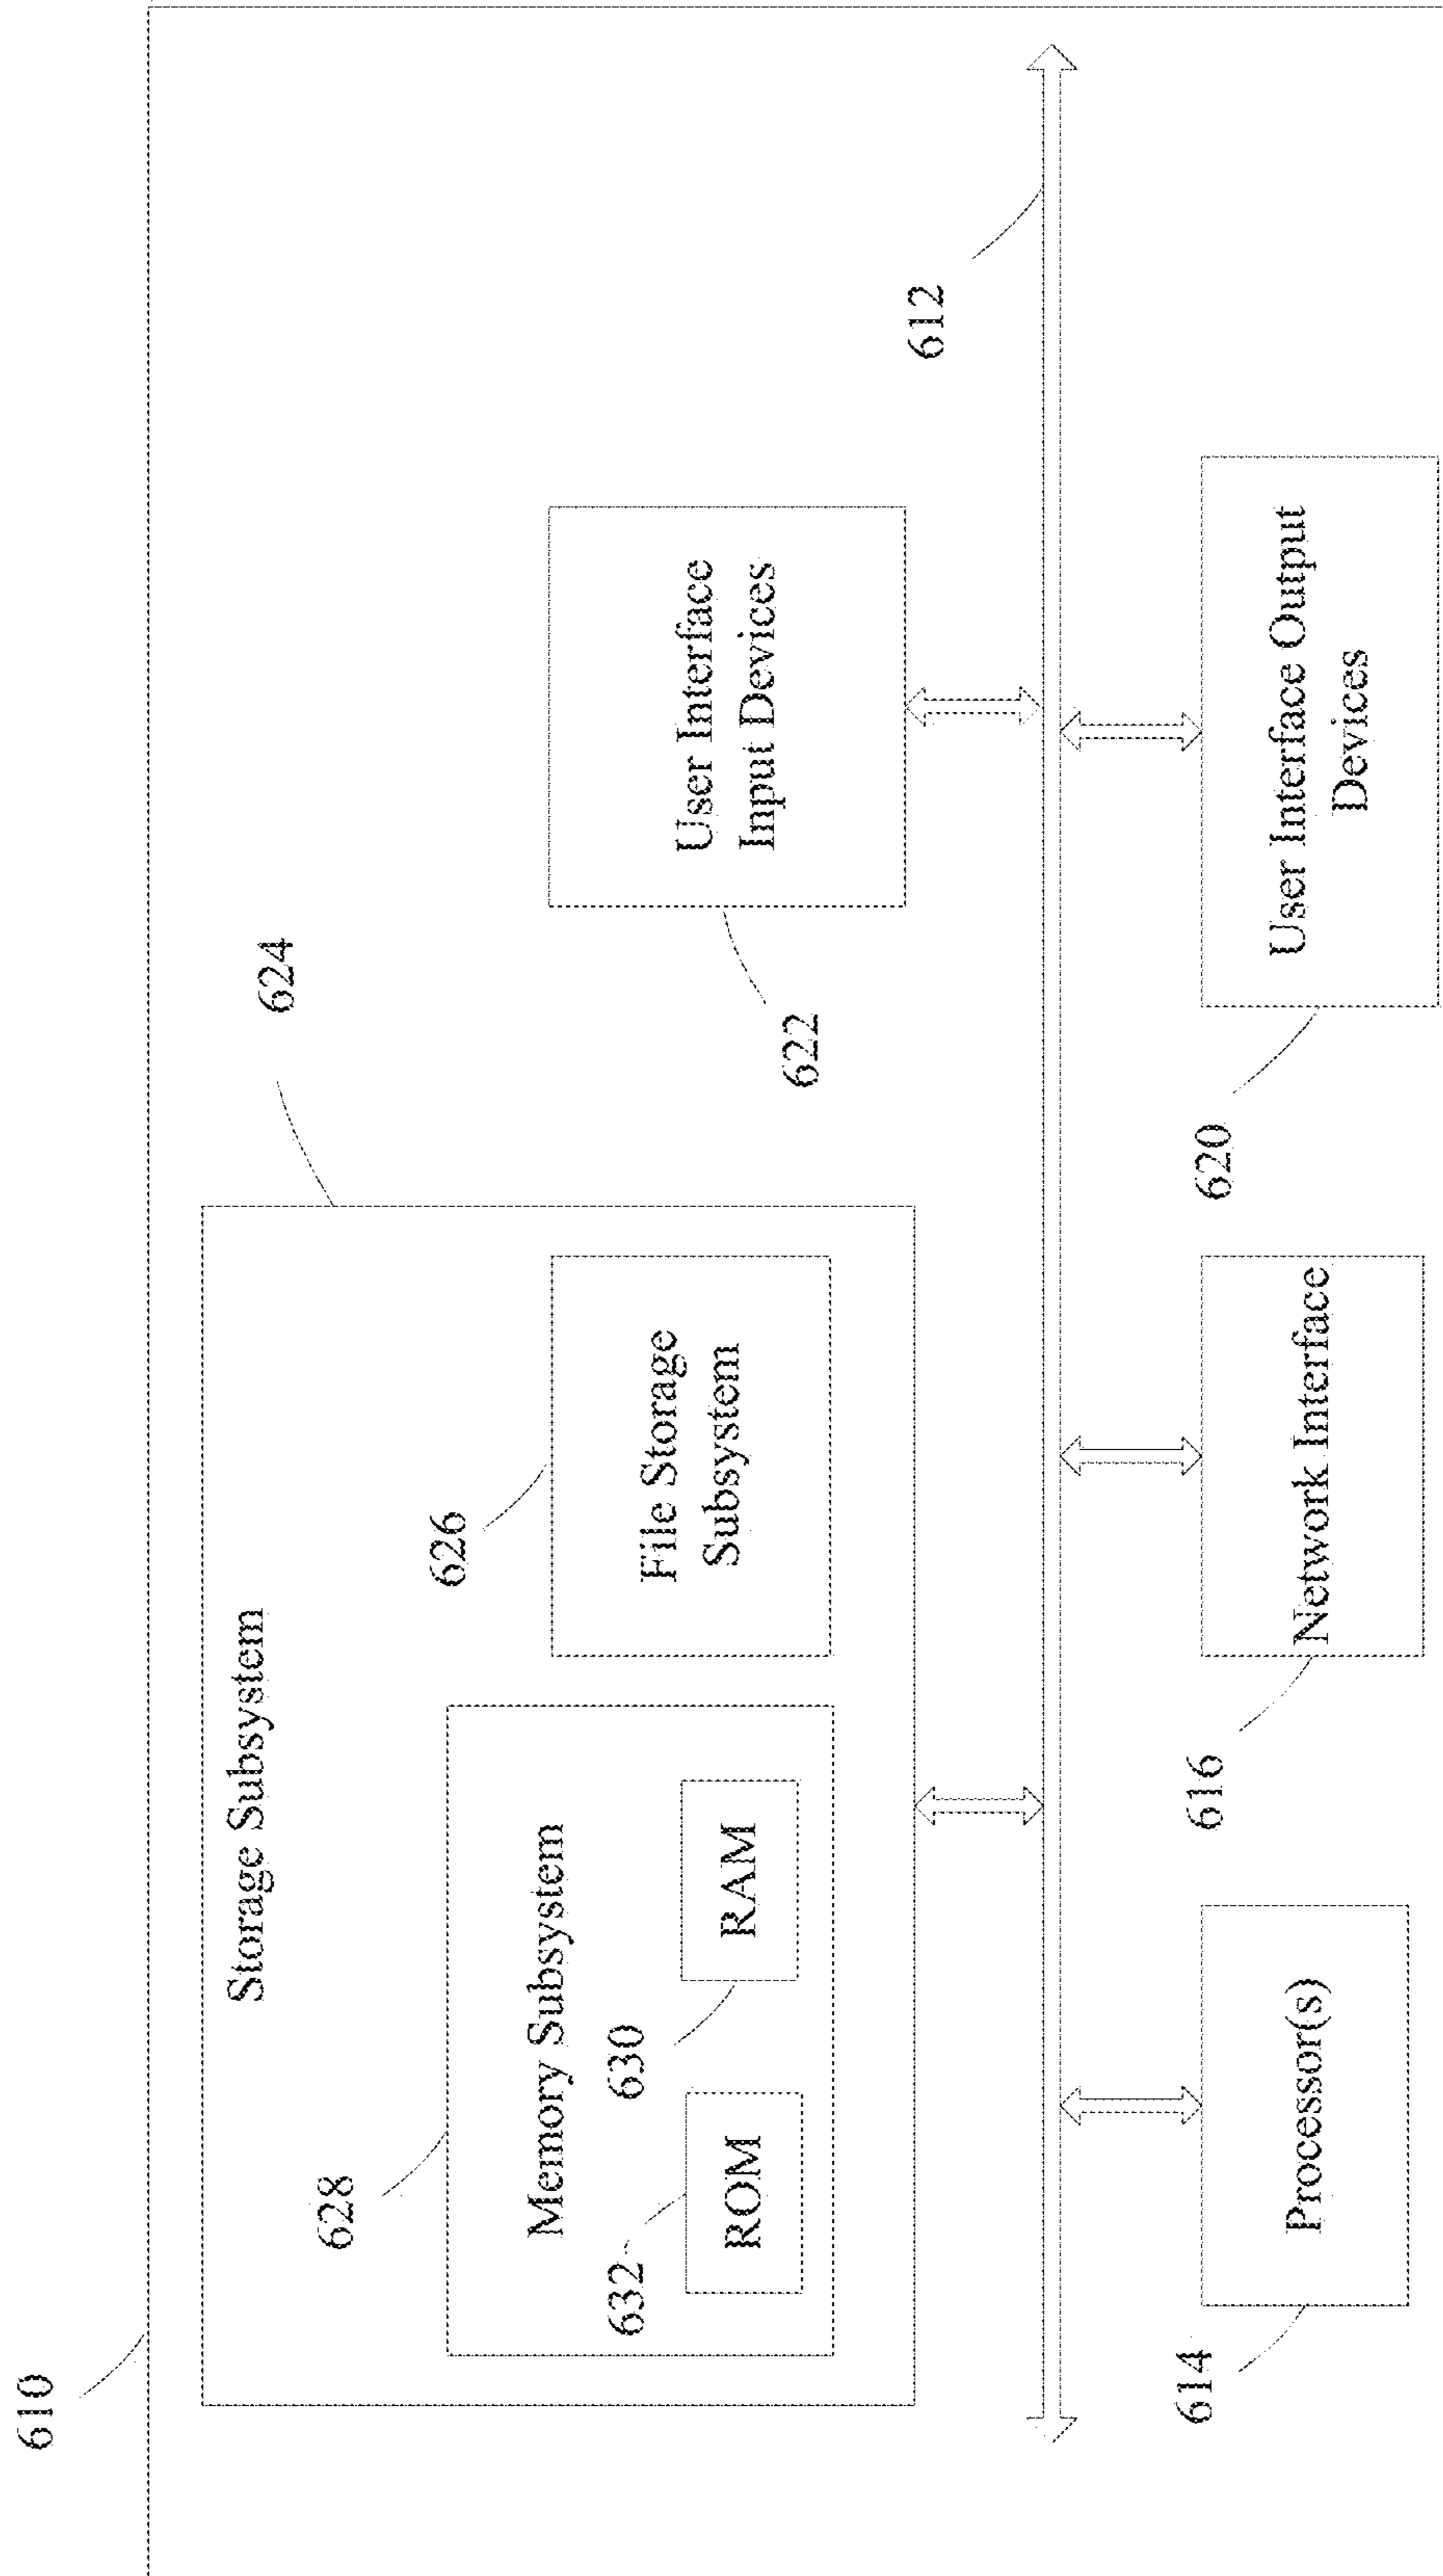 610
624
Storage Subsystem
628
626
Memory Subsystem
632
630
ROM
RAM
File Storage
Subsystem
622
User Interface
Input Devices
612
614
Processor(s)
616
Network Interface
620
User Interface Output
Devices